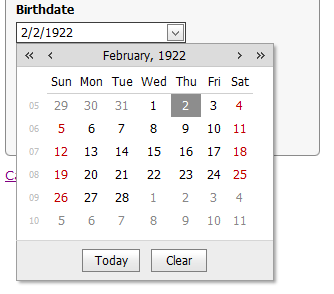 Birthdate
2/2/1922
« ‹ February, 1922 › »
Sun Mon Tue Wed Thu Fri Sat
05 29 30 31 1 2 3 4
06 5 6 7 8 9 10 11
07 12 13 14 15 16 17 18
08 19 20 21 22 23 24 25
09 26 27 28 1 2 3 4
10 5 6 7 8 9 10 11
Today Clear